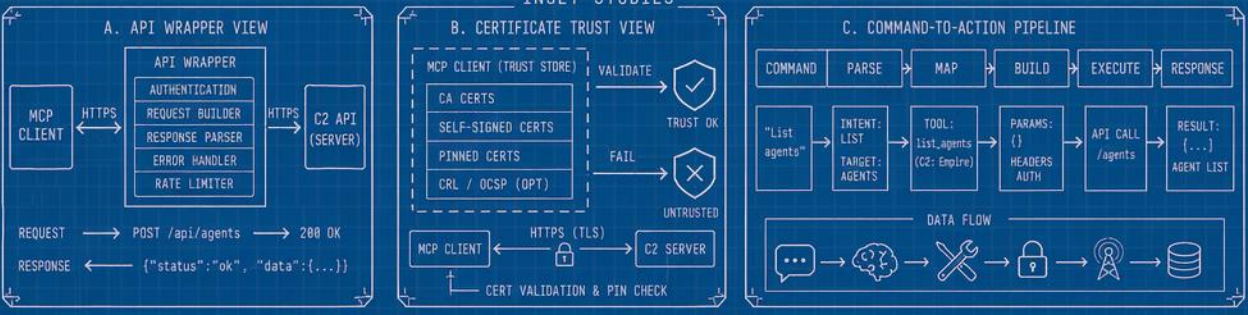 INSET STUDIES
A. API WRAPPER VIEW
API WRAPPER
AUTHENTICATION
REQUEST BUILDER
RESPONSE PARSER
ERROR HANDLER
RATE LIMITER
MCP
CLIENT
HTTPS
HTTPS
C2 API
(SERVER)
REQUEST
POST /api/agents
200 OK
RESPONSE
{"status":"ok", "data":{...}}
B. CERTIFICATE TRUST VIEW
MCP CLIENT (TRUST STORE)
CA CERTS
SELF-SIGNED CERTS
PINNED CERTS
CRL / OCSP (OPT)
VALIDATE
TRUST OK
FAIL
UNTRUSTED
MCP CLIENT
HTTPS (TLS)
C2 SERVER
CERT VALIDATION & PIN CHECK
C. COMMAND-TO-ACTION PIPELINE
COMMAND
PARSE
MAP
BUILD
EXECUTE
RESPONSE
"List
agents"
INTENT:
LIST
TARGET:
AGENTS
TOOL:
list_agents
(C2: Emplre)
PARAMS:
{}
HEADERS
AUTH
API CALL
/agents
RESULT:
{...}
AGENT LIST
DATA FLOW